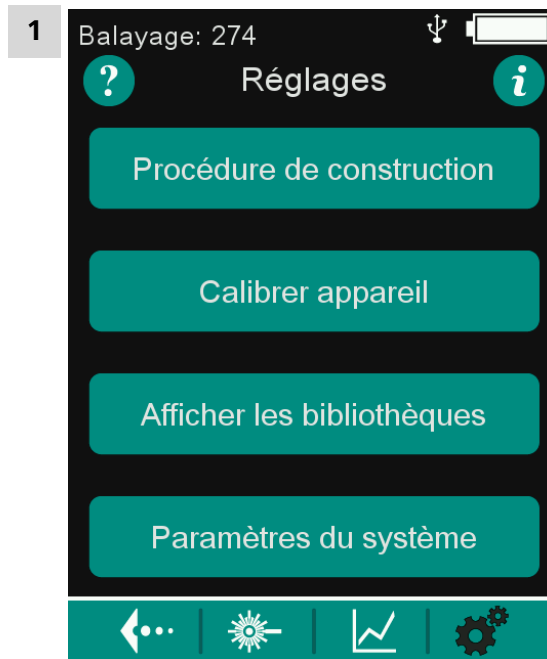 1
Balayage: 274
? Réglages i
Procédure de construction
Calibrer appareil
Afficher les bibliothèques
Paramètres du système